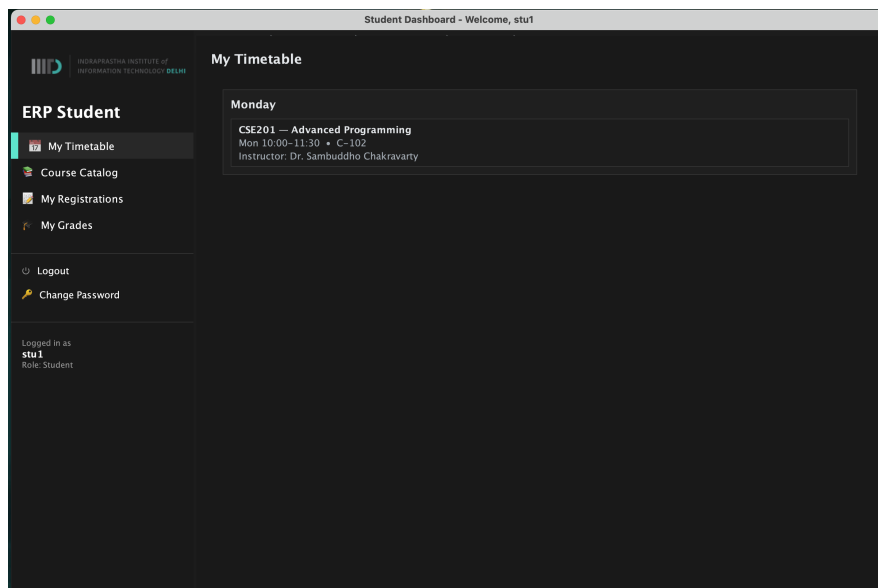 Student Dashboard - Welcome, stu1
INDRAPRASTHA INSTITUTE of
INFORMATION TECHNOLOGY DELHI
ERP Student
My Timetable
Course Catalog
My Registrations
My Grades
Logout
Change Password
Logged in as
stu1
Role: Student
My Timetable
Monday
CSE201 — Advanced Programming
Mon 10:00–11:30 • C-102
Instructor: Dr. Sambuddho Chakravarty